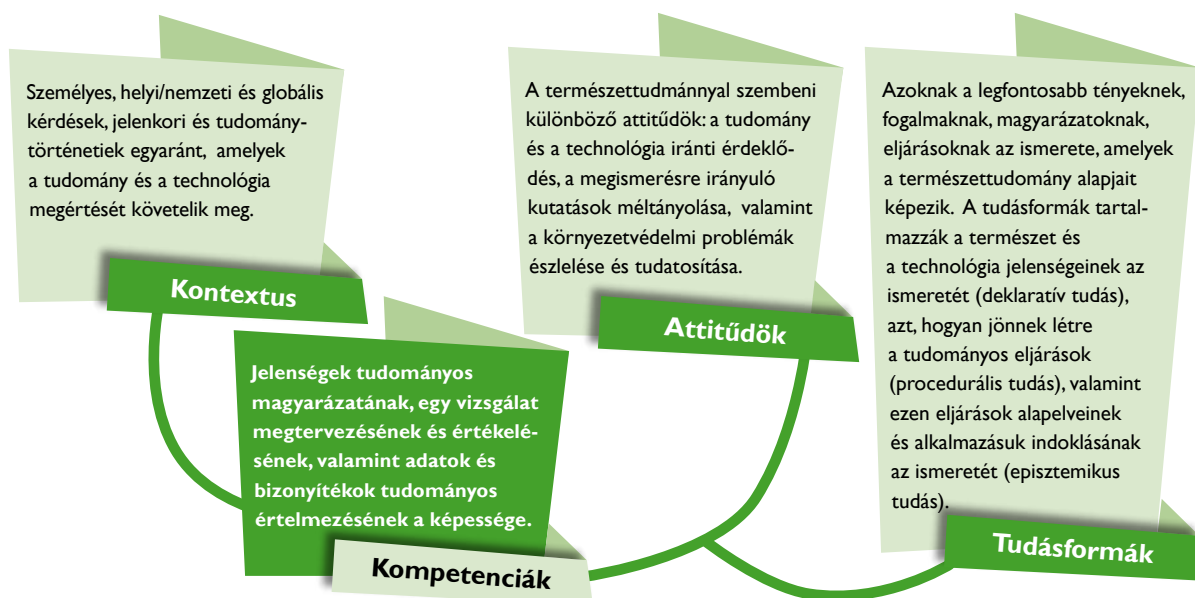 Személyes, helyi/nemzeti és globális
kérdések, jelenkori és tudomány-
történetiek egyaránt, amelyek
a tudomány és a technológia
megértését követelik meg.
Kontextus
Jelenségek tudományos
magyarázatának, egy vizsgálat
megtervezésének és értékelé-
sének, valamint adatok és
bizonyítékok tudományos
értelmezésének a képessége.
Kompetenciák
A természettudmánnyal szembeni
különböző attitűdök: a tudomány
és a technológia iránti érdeklő-
dés, a megismerésre irányuló
kutatások méltányolása, valamint
a környezetvédelmi problémák
észlelése és tudatosítása.
Attitűdök
Azoknak a legfontosabb tényeknek,
fogalmaknak, magyarázatoknak,
eljárásoknak az ismerete, amelyek
a természettudomány alapjait
képezik. A tudásformák tartal-
mazzák a természet és
a technológia jelenségeinek az
ismeretét (deklaratív tudás),
azt, hogyan jönnek létre
a tudományos eljárások
(procedurális tudás), valamint
ezen eljárások alapelveinek
és alkalmazásuk indoklásának
az ismeretét (episztemikus
tudás).
Tudásformák